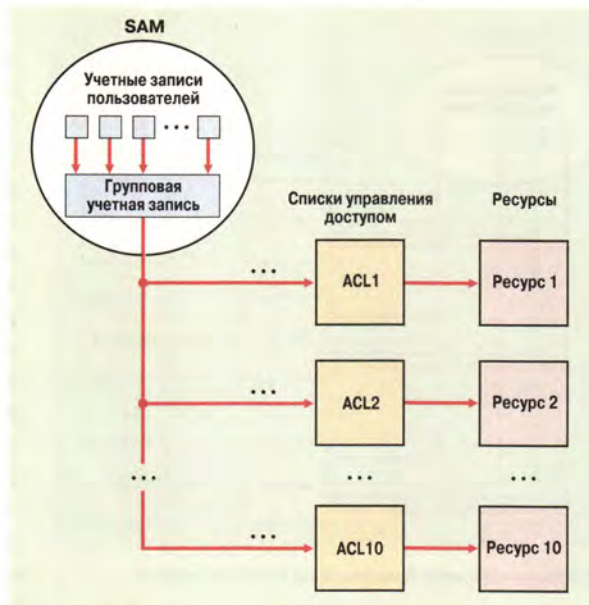 SAM
Учетные записи
пользователей
• • •
Групповая
учетная запись
Списки управления
доступом
Ресурсы
• • •
ACL1
Ресурс 1
• • •
ACL2
Ресурс 2
• • •
• • •
• • •
• • •
ACL10
Ресурс 10